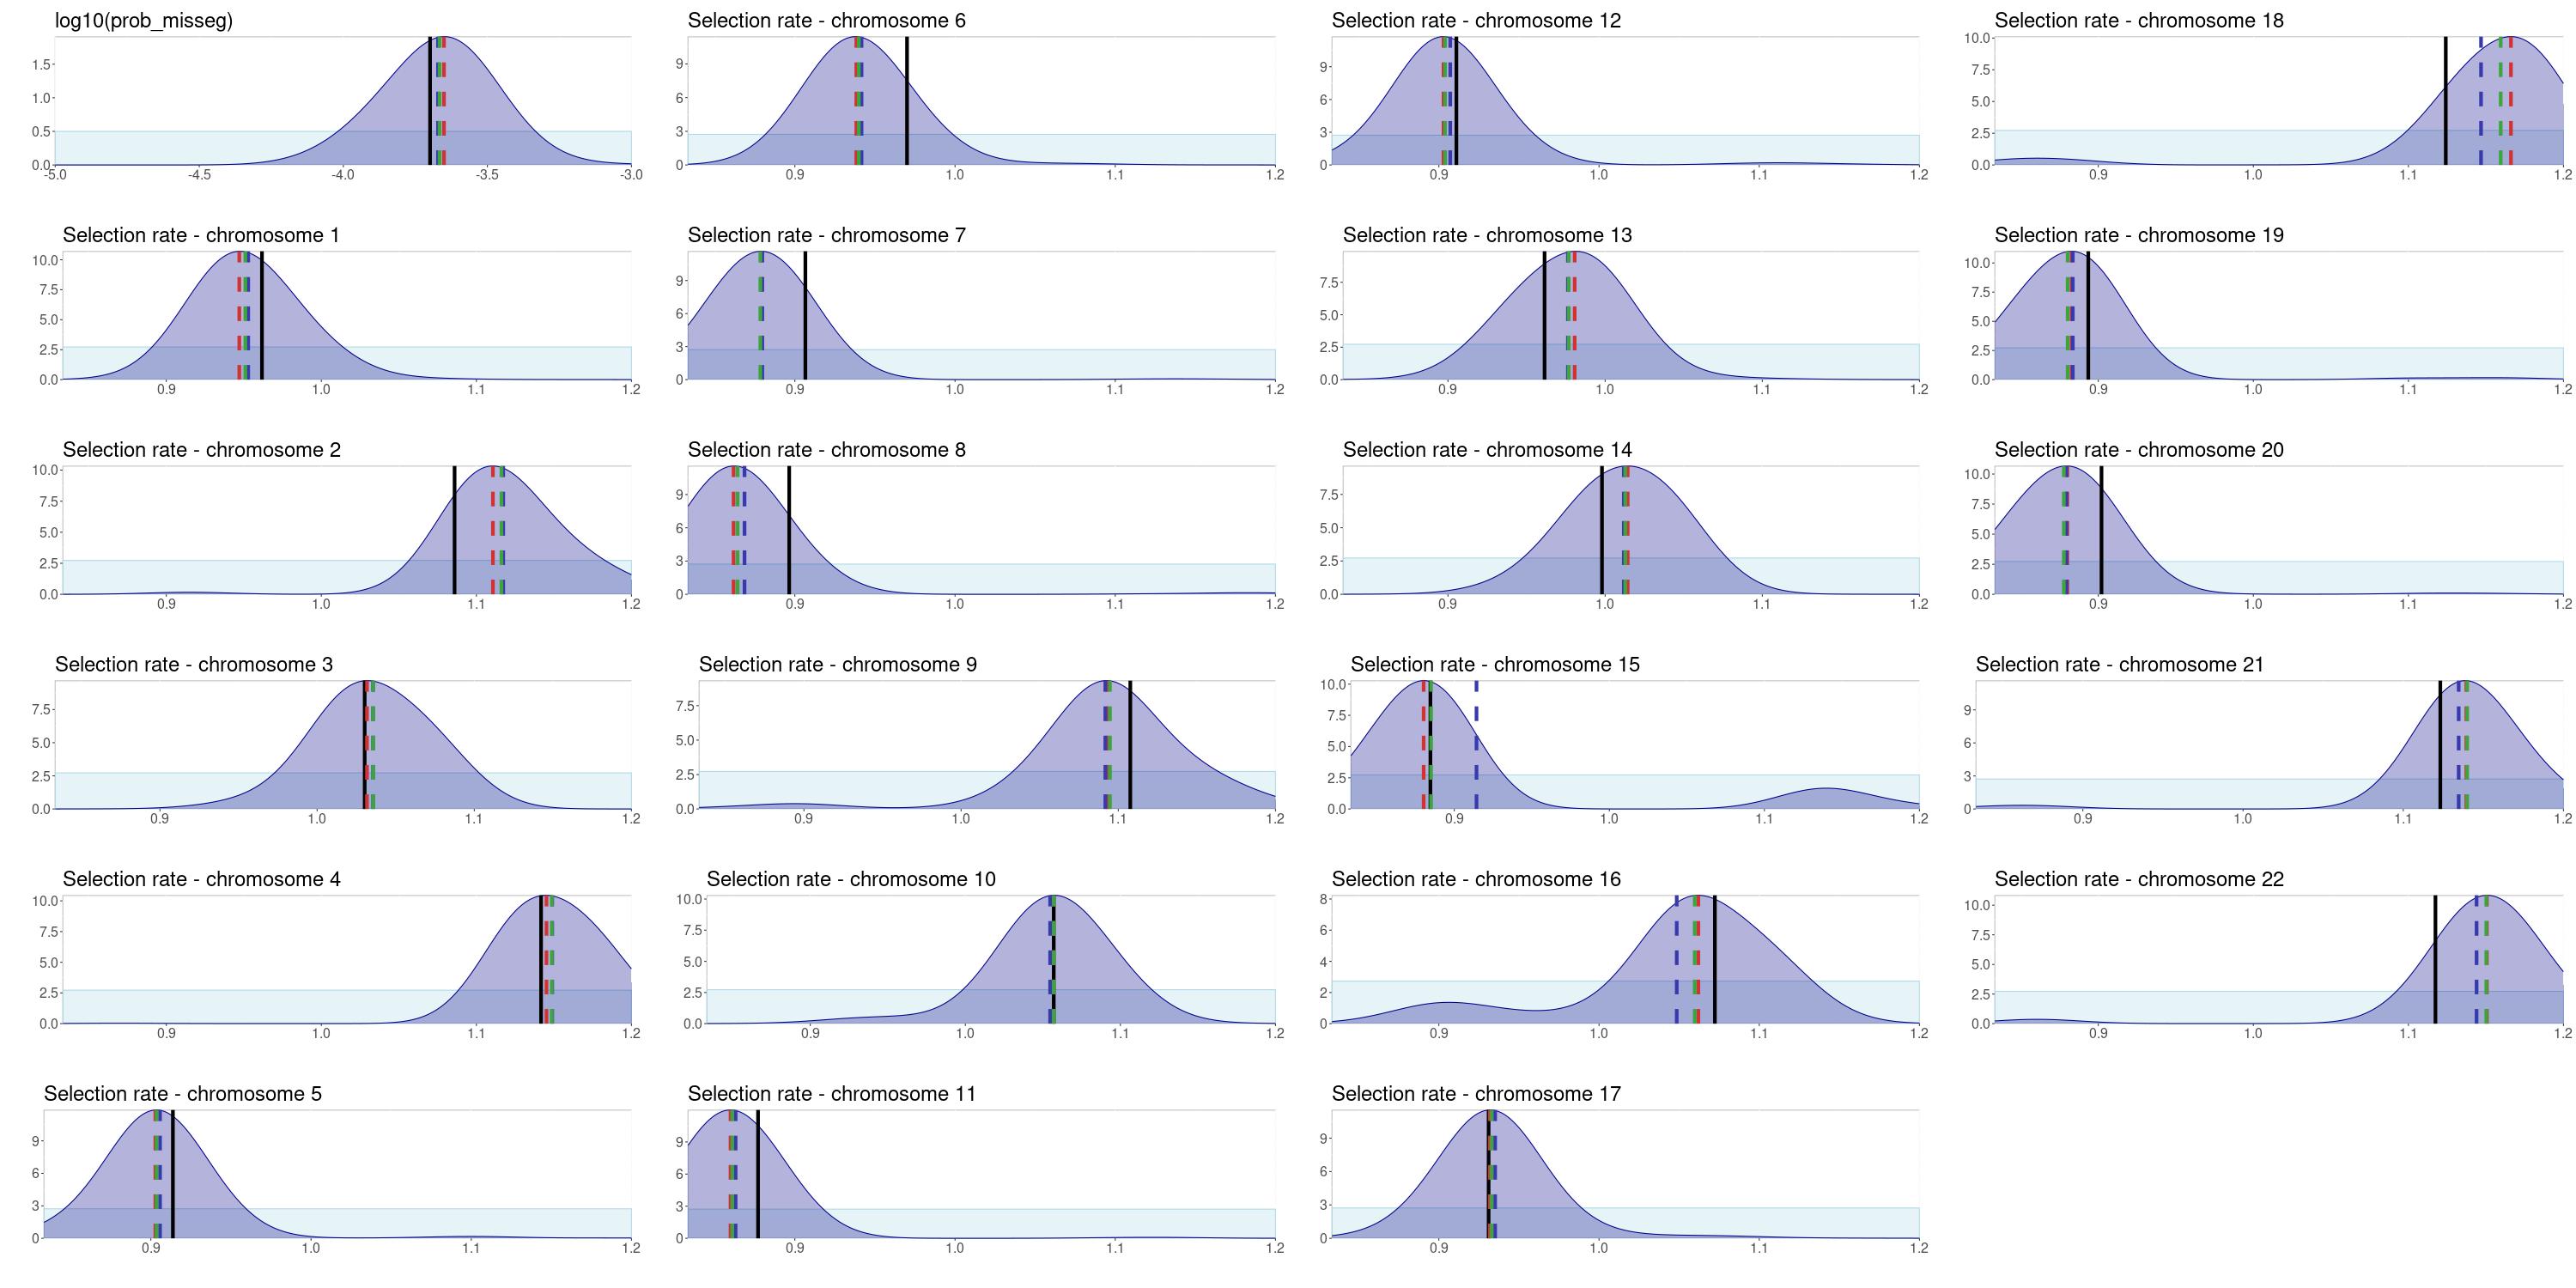 log10(prob_misseg)
1.5
1.0
0.5
0.0
-5.0 -4.5 -4.0 -3.5 -3.0
Selection rate - chromosome 6
9
6
3
0
0.9 1.0 1.1 1.2
Selection rate - chromosome 12
9
6
3
0
0.9 1.0 1.1 1.2
Selection rate - chromosome 18
10.0
7.5
5.0
2.5
0.0
0.9 1.0 1.1 1.2
Selection rate - chromosome 1
10.0
7.5
5.0
2.5
0.0
0.9 1.0 1.1 1.2
Selection rate - chromosome 7
9
6
3
0
0.9 1.0 1.1 1.2
Selection rate - chromosome 13
7.5
5.0
2.5
0.0
0.9 1.0 1.1 1.2
Selection rate - chromosome 19
10.0
7.5
5.0
2.5
0.0
0.9 1.0 1.1 1.2
Selection rate - chromosome 2
10.0
7.5
5.0
2.5
0.0
0.9 1.0 1.1 1.2
Selection rate - chromosome 8
9
6
3
0
0.9 1.0 1.1 1.2
Selection rate - chromosome 14
7.5
5.0
2.5
0.0
0.9 1.0 1.1 1.2
Selection rate - chromosome 20
10.0
7.5
5.0
2.5
0.0
0.9 1.0 1.1 1.2
Selection rate - chromosome 3
7.5
5.0
2.5
0.0
0.9 1.0 1.1 1.2
Selection rate - chromosome 9
7.5
5.0
2.5
0.0
0.9 1.0 1.1 1.2
Selection rate - chromosome 15
10.0
7.5
5.0
2.5
0.0
0.9 1.0 1.1 1.2
Selection rate - chromosome 21
9
6
3
0
0.9 1.0 1.1 1.2
Selection rate - chromosome 4
10.0
7.5
5.0
2.5
0.0
0.9 1.0 1.1 1.2
Selection rate - chromosome 10
10.0
7.5
5.0
2.5
0.0
0.9 1.0 1.1 1.2
Selection rate - chromosome 16
8
6
4
2
0
0.9 1.0 1.1 1.2
Selection rate - chromosome 22
10.0
7.5
5.0
2.5
0.0
0.9 1.0 1.1 1.2
Selection rate - chromosome 5
9
6
3
0
0.9 1.0 1.1 1.2
Selection rate - chromosome 11
9
6
3
0
0.9 1.0 1.1 1.2
Selection rate - chromosome 17
9
6
3
0
0.9 1.0 1.1 1.2